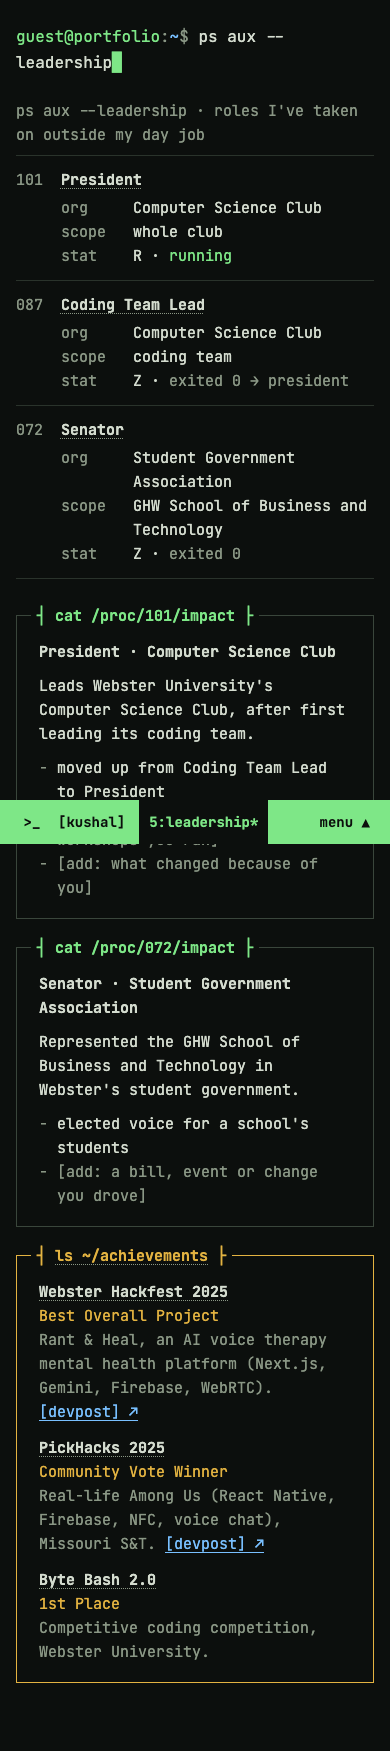 guest@portfolio:~$ ps aux --
leadership
ps aux --leadership · roles I've taken
on outside my day job
101 President
org Computer Science Club
scope whole club
stat R · running
087 Coding Team Lead
org Computer Science Club
scope coding team
stat Z · exited 0 → president
072 Senator
org Student Government
Association
scope GHW School of Business and
Technology
stat Z · exited 0
cat /proc/101/impact
President · Computer Science Club
Leads Webster University's
Computer Science Club, after first
leading its coding team.
- moved up from Coding Team Lead
to President
>_ [kushal] 5:leadership* menu ▲
- [add: what changed because of
you]
cat /proc/072/impact
Senator · Student Government
Association
Represented the GHW School of
Business and Technology in
Webster's student government.
- elected voice for a school's
students
- [add: a bill, event or change
you drove]
ls ~/achievements
Webster Hackfest 2025
Best Overall Project
Rant & Heal, an AI voice therapy
mental health platform (Next.js,
Gemini, Firebase, WebRTC).
[devpost] ↗
PickHacks 2025
Community Vote Winner
Real-life Among Us (React Native,
Firebase, NFC, voice chat),
Missouri S&T. [devpost] ↗
Byte Bash 2.0
1st Place
Competitive coding competition,
Webster University.